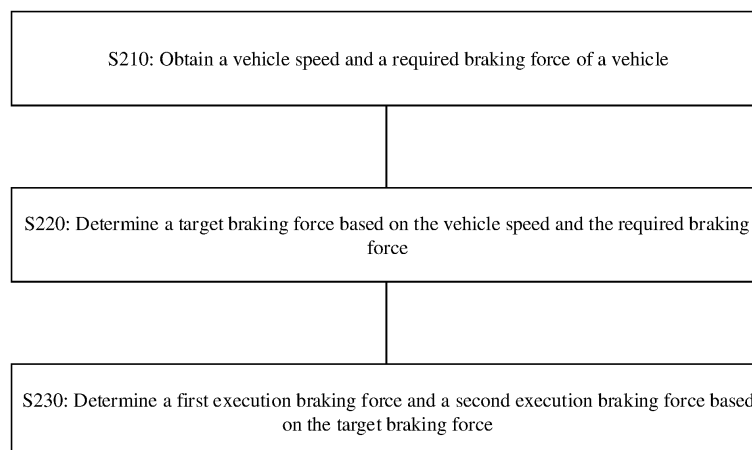 S210: Obtain a vehicle speed and a required braking force of a vehicle
S220: Determine a target braking force based on the vehicle speed and the required braking
force
S230: Determine a first execution braking force and a second execution braking force based
on the target braking force